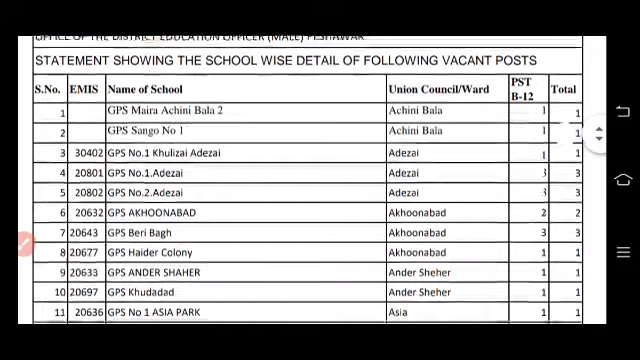 OFFICE OF THE DISTRICT EDUCATION OFFICER (MALE) PESHAWAR
STATEMENT SHOWING THE SCHOOL WISE DETAIL OF FOLLOWING VACANT POSTS
S.No. EMIS Name of School Union Council/Ward PST B-12 Total
1 GPS Maira Achini Bala 2 Achini Bala 1 1
2 GPS Sango No 1 Achini Bala 1 1
3 30402 GPS No.1 Khulizai Adezai Adezai 1 1
4 20801 GPS No.1.Adezai Adezai 3 3
5 20802 GPS No.2.Adezai Adezai 3 3
6 20632 GPS AKHOONABAD Akhoonabad 2 2
7 20643 GPS Beri Bagh Akhoonabad 3 3
8 20677 GPS Haider Colony Akhoonabad 1 1
9 20633 GPS ANDER SHAHER Ander Sheher 1 1
10 20697 GPS Khudadad Ander Sheher 1 1
11 20636 GPS No 1 ASIA PARK Asia 1 1